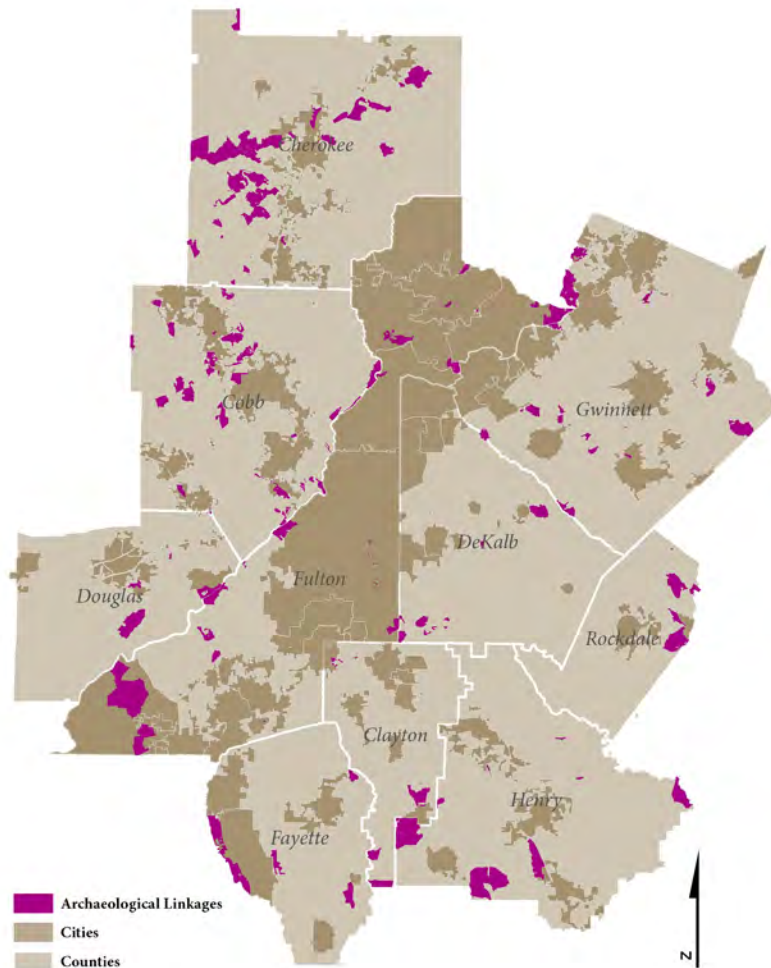 Cherokee
Cobb
Gwinnett
DeKalb
Fulton
Douglas
Rockdale
Clayton
Henry
Fayette
Archaeological Linkages
Cities
Counties
N